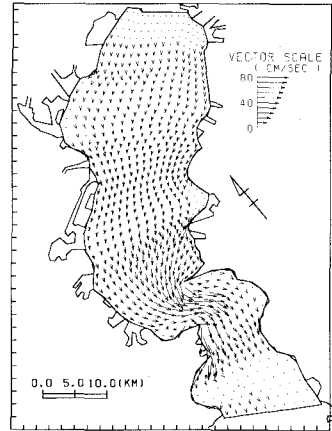 VECTOR SCALE
( CM/SEC )
80
40
0
0.0 5.0 10.0(KM)